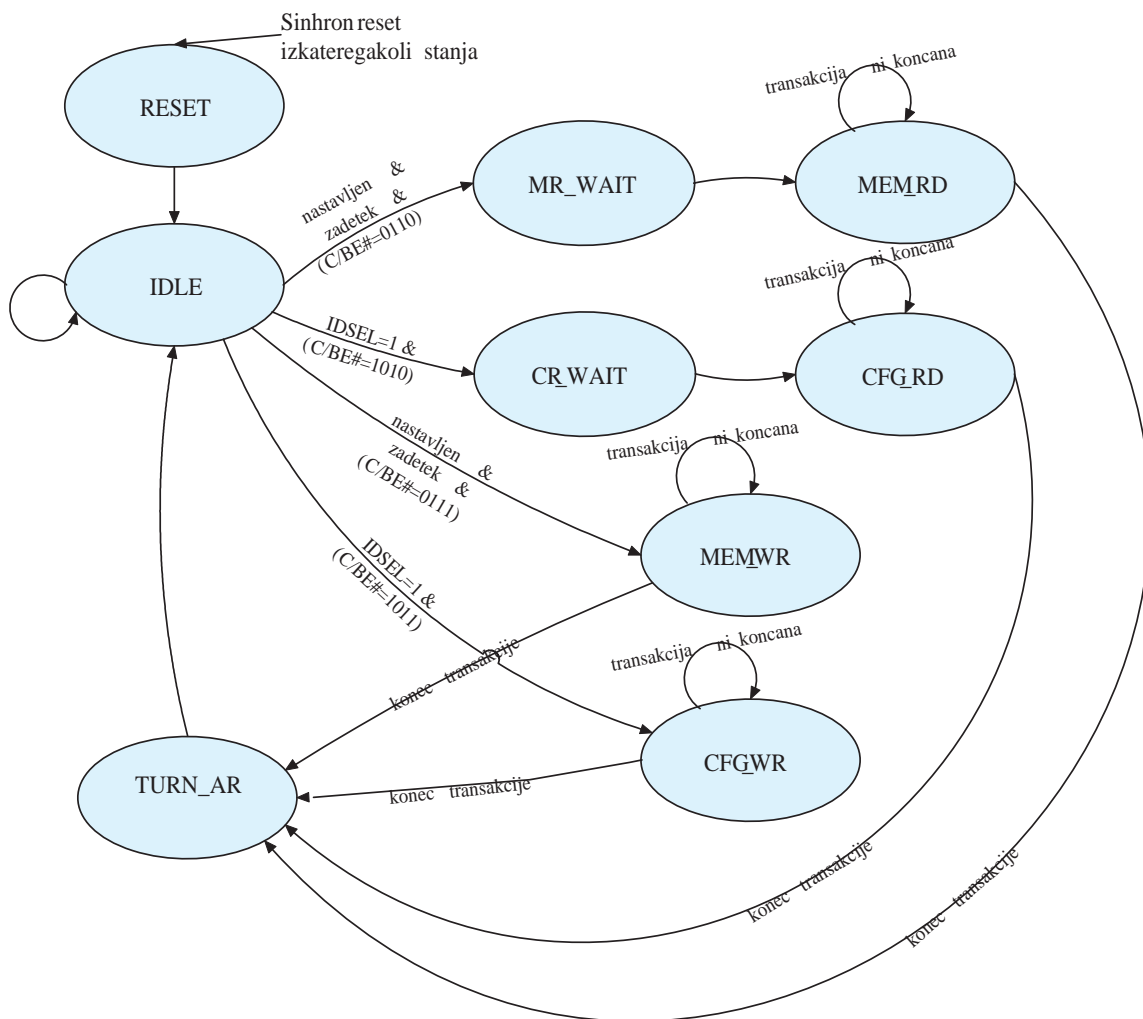 Sinhron reset
izkateregakoli stanja
RESET
transakcija ni koncana
MR_WAIT
MEM_RD
nastavljen &
zadetek &
(C/BE#=0110)
transakcija ni koncana
IDLE
IDSEL=1 &
(C/BE#=1010)
CR_WAIT
CFG_RD
nastavljen &
zadetek &
(C/BE#=0111)
transakcija ni koncana
MEM_WR
IDSEL=1 &
(C/BE#=1011)
konec transakcije
transakcija ni koncana
CFG_WR
TURN_AR
konec transakcije
konec transakcije
konec transakcije